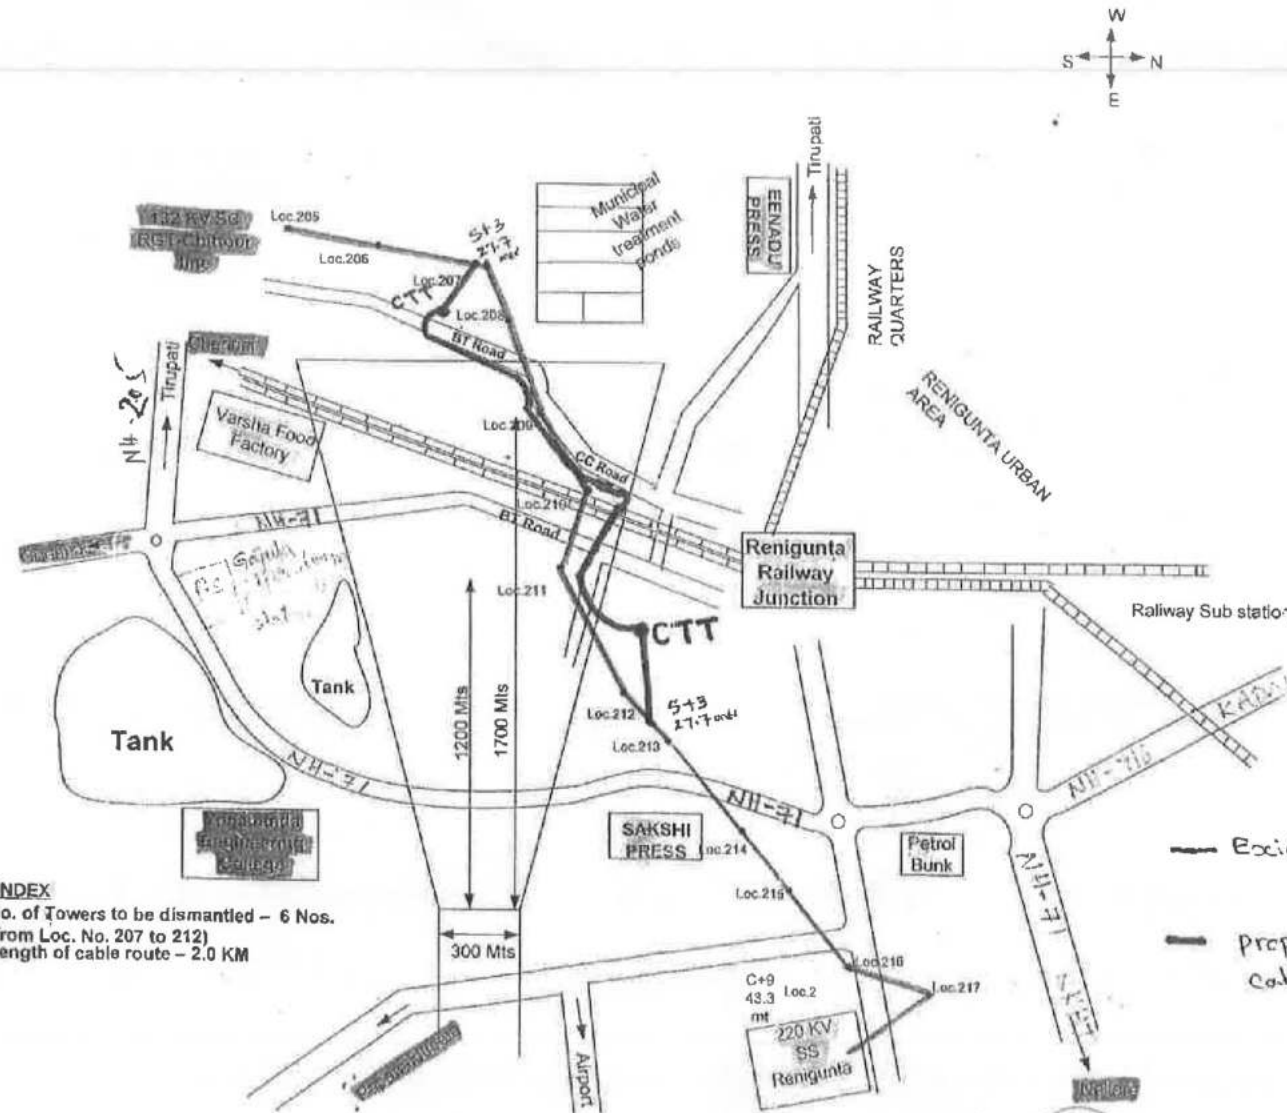 W
S N
E
132 KV Sd
RGT-Chittoor
line
Loc.205
Loc.206
S+3
27.7
Loc.207
CTT
Loc.208
BT Road
Municipal
Water
treatment
ponds
EENADU
PRESS
Tirupati
RAILWAY
QUARTERS
RENIGUNTA URBAN
AREA
Chennai
Tirupati
NH-205
Varsha Food
Factory
Loc.209
CC Road
Loc.210
BT Road
NH-71
Loc.211
Renigunta
Railway
Junction
Raliway Sub statio
Tank
Tank
CTT
1200 Mts
1700 Mts
Loc.212
S+3
27.7
Loc.213
NH-71
NH-71
NH-716
Engineering
College
SAKSHI
PRESS
Loc.214
Petrol
Bunk
NH-71
Loc.215
NDEX
o. of Towers to be dismantled – 6 Nos.
rom Loc. No. 207 to 212)
ength of cable route – 2.0 KM
300 Mts
Loc.216
Loc.217
C+9
43.3
mt
Loc.2
220 KV
SS
Renigunta
Airport
Exci
Prep